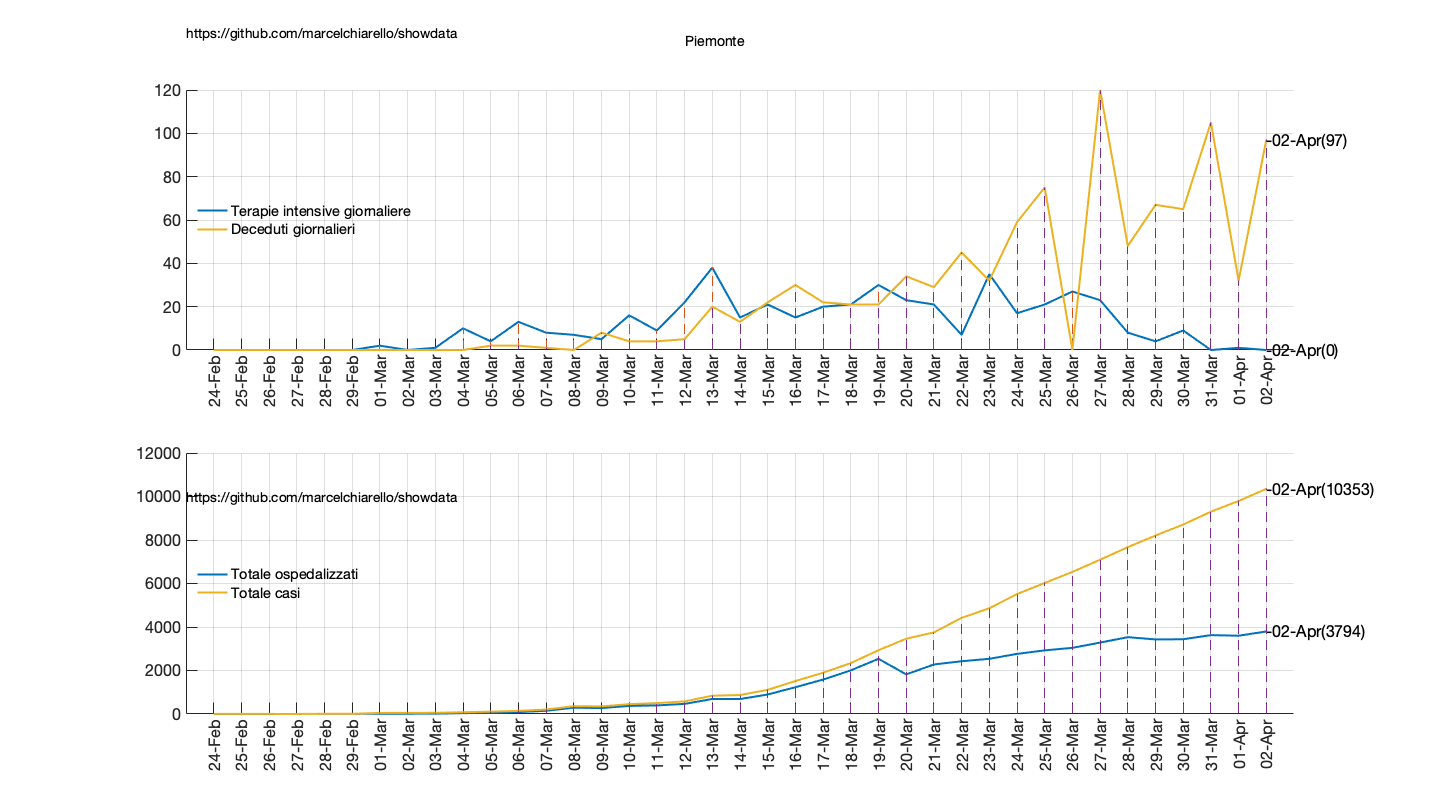 https://github.com/marcelchiarello/showdata
Piemonte
120
100
80
60
40
20
0
Terapie intensive giornaliere
Deceduti giornalieri
-02-Apr(97)
-02-Apr(0)
24-Feb
25-Feb
26-Feb
27-Feb
28-Feb
29-Feb
01-Mar
02-Mar
03-Mar
04-Mar
05-Mar
06-Mar
07-Mar
08-Mar
09-Mar
10-Mar
11-Mar
12-Mar
13-Mar
14-Mar
15-Mar
16-Mar
17-Mar
18-Mar
19-Mar
20-Mar
21-Mar
22-Mar
23-Mar
24-Mar
25-Mar
26-Mar
27-Mar
28-Mar
29-Mar
30-Mar
31-Mar
01-Apr
02-Apr
12000
10000
8000
6000
4000
2000
0
https://github.com/marcelchiarello/showdata
Totale ospedalizzati
Totale casi
-02-Apr(10353)
-02-Apr(3794)
24-Feb
25-Feb
26-Feb
27-Feb
28-Feb
29-Feb
01-Mar
02-Mar
03-Mar
04-Mar
05-Mar
06-Mar
07-Mar
08-Mar
09-Mar
10-Mar
11-Mar
12-Mar
13-Mar
14-Mar
15-Mar
16-Mar
17-Mar
18-Mar
19-Mar
20-Mar
21-Mar
22-Mar
23-Mar
24-Mar
25-Mar
26-Mar
27-Mar
28-Mar
29-Mar
30-Mar
31-Mar
01-Apr
02-Apr